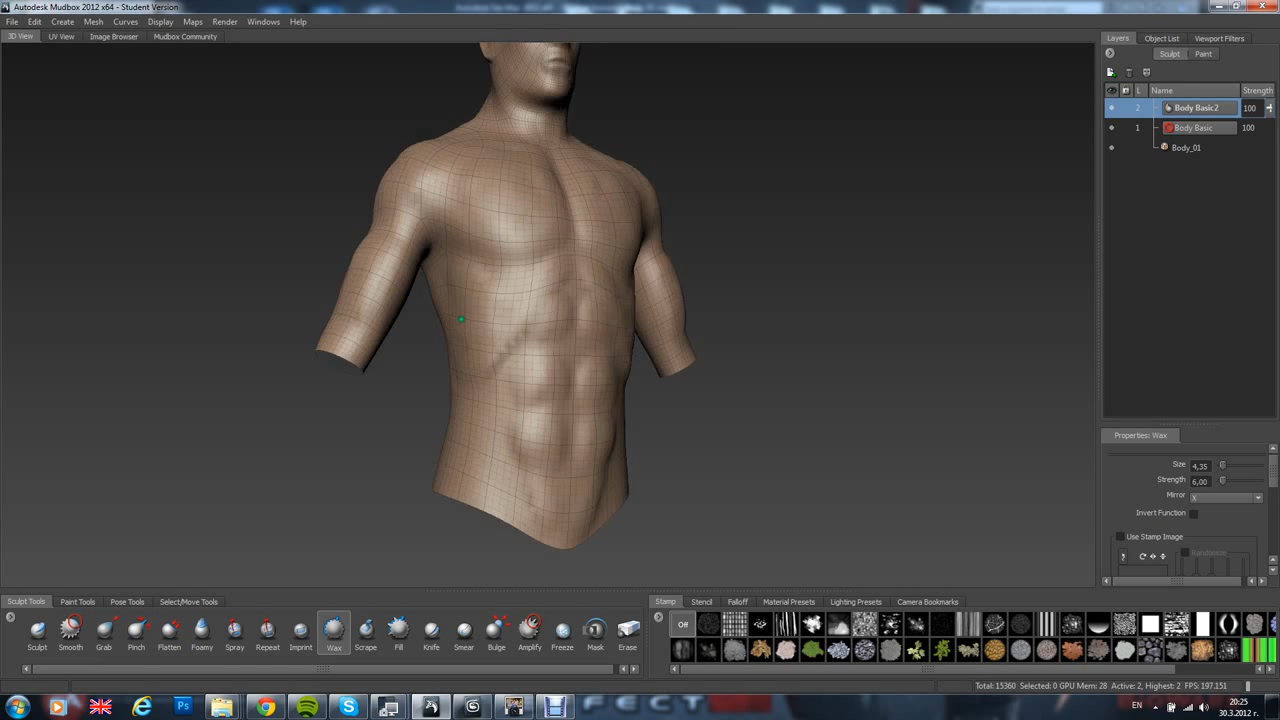 Autodesk Mudbox 2012 x64 - Student Version
File Edit Create Mesh Curves Display Maps Render Windows Help
3D View UV View Image Browser Mudbox Community
Layers Object List Viewport Filters
Sculpt Paint
L Name Strength
2 Body Basic2 100
1 Body Basic 100
Body_01
Properties: Wax
Size 4,35
Strength 6,00
Mirror X
Invert Function
Use Stamp Image
Randomize
Sculpt Tools Paint Tools Pose Tools Select/Move Tools
Stamp Stencil Falloff Material Presets Lighting Presets Camera Bookmarks
Off
Sculpt Smooth Grab Pinch Flatten Foamy Spray Repeat Imprint Wax Scrape Fill Knife Smear Bulge Amplify Freeze Mask Erase
Total: 15360 Selected: 0 GPU Mem: 28 Active: 2, Highest: 2 FPS: 197.151
Ps
FECT
EN
20:25
30.3.2012 г.